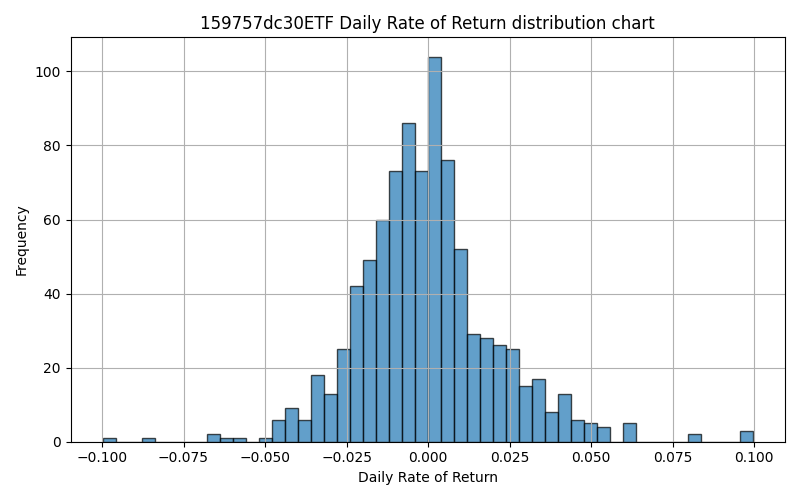 159757dc30ETF Daily Rate of Return distribution chart
Frequency
100
80
60
40
20
0
−0.100 −0.075 −0.050 −0.025 0.000 0.025 0.050 0.075 0.100
Daily Rate of Return